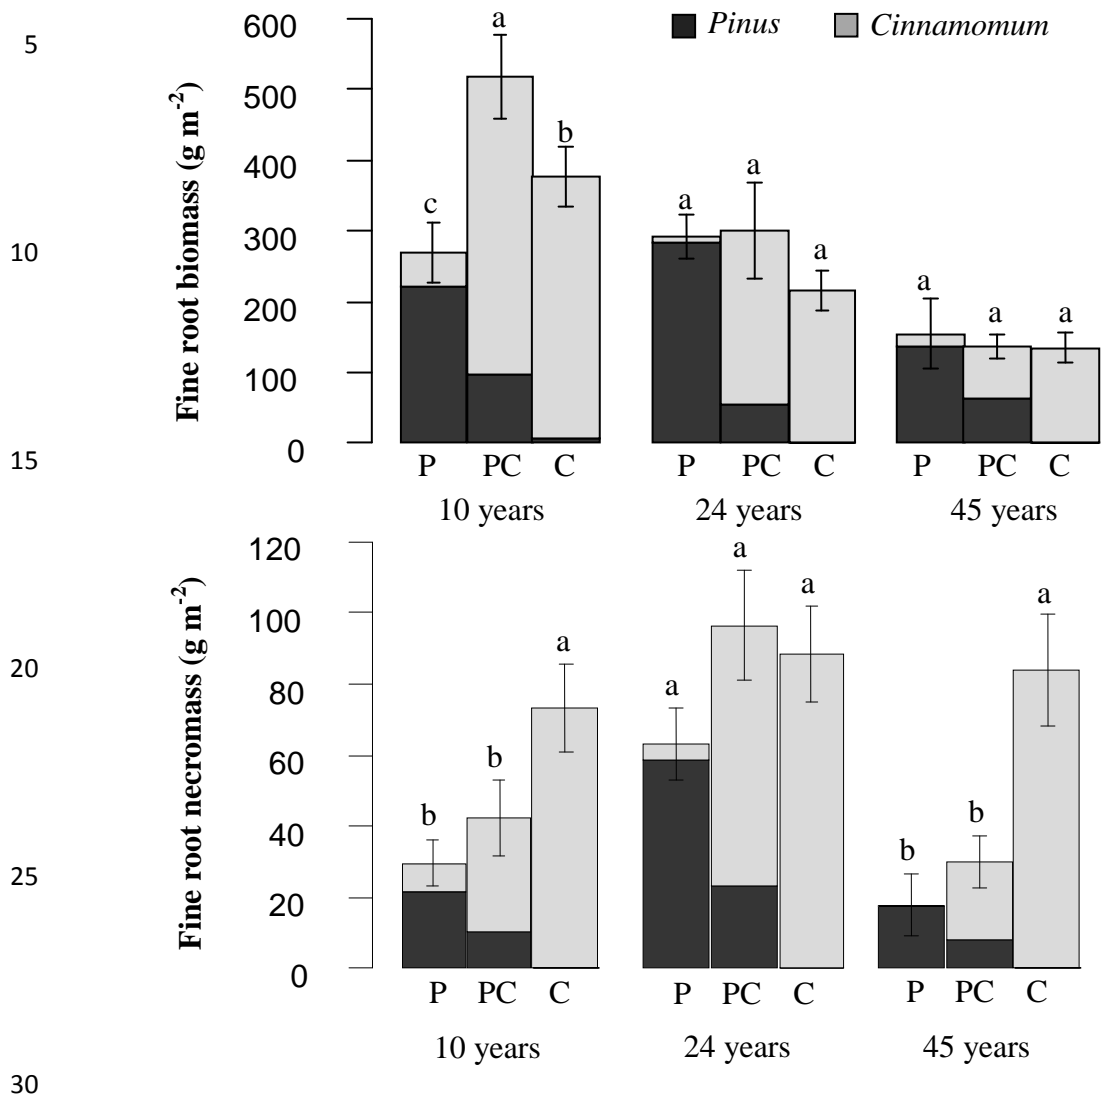 5
10
15
20
25
30
Pinus Cinnamomum
Fine root biomass (g m-2)
600
500
400
300
200
100
0
c a b
a a a
a a a
P PC C P PC C P PC C
10 years 24 years 45 years
Fine root necromass (g m-2)
120
100
80
60
40
20
0
b b a
a a a
b b a
P PC C P PC C P PC C
10 years 24 years 45 years